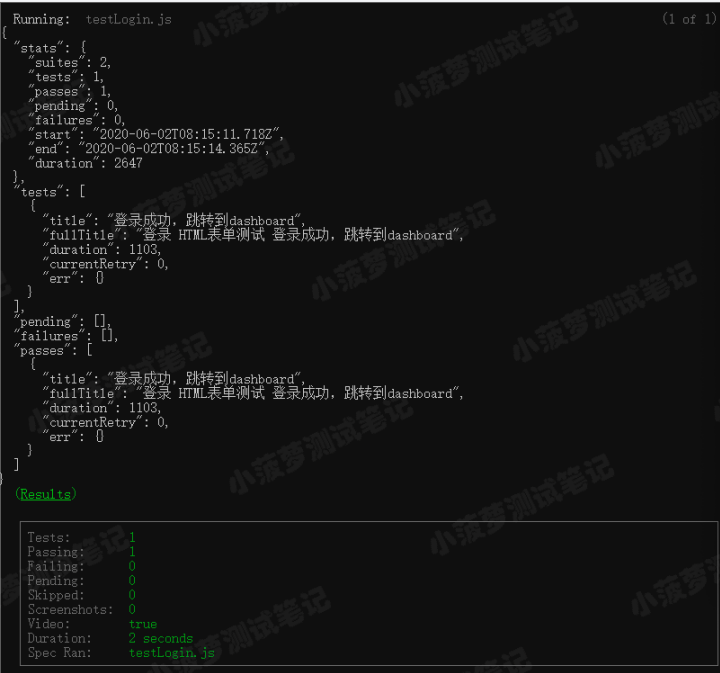 Running: testLogin.js (1 of 1)
{
"stats": {
"suites": 2,
"tests": 1,
"passes": 1,
"pending": 0,
"failures": 0,
"start": "2020-06-02T08:15:11.718Z",
"end": "2020-06-02T08:15:14.365Z",
"duration": 2647
},
"tests": [
{
"title": "登录成功，跳转到dashboard",
"fullTitle": "登录 HTML表单测试 登录成功，跳转到dashboard",
"duration": 1103,
"currentRetry": 0,
"err": {}
}
],
"pending": [],
"failures": [],
"passes": [
{
"title": "登录成功，跳转到dashboard",
"fullTitle": "登录 HTML表单测试 登录成功，跳转到dashboard",
"duration": 1103,
"currentRetry": 0,
"err": {}
}
]
}
(Results)
Tests: 1
Passing: 1
Failing: 0
Pending: 0
Skipped: 0
Screenshots: 0
Video: true
Duration: 2 seconds
Spec Ran: testLogin.js
小菠萝测试笔记